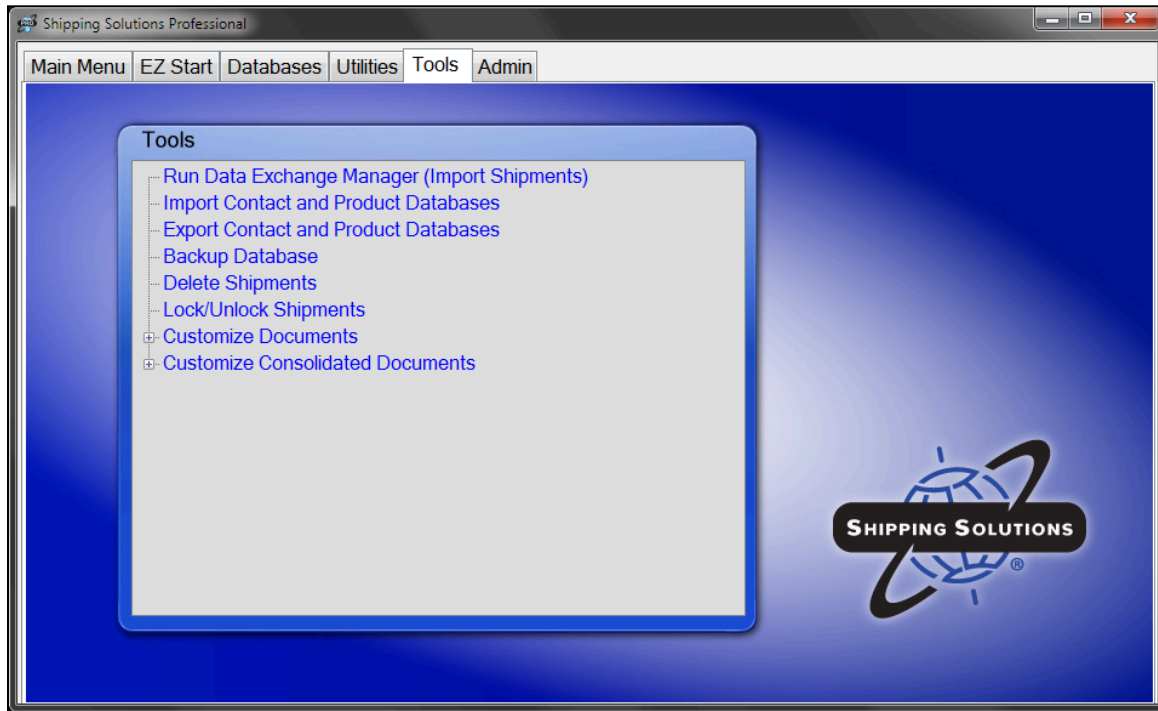 Shipping Solutions Professional
Main Menu EZ Start Databases Utilities Tools Admin
Tools
Run Data Exchange Manager (Import Shipments)
Import Contact and Product Databases
Export Contact and Product Databases
Backup Database
Delete Shipments
Lock/Unlock Shipments
Customize Documents
Customize Consolidated Documents
SHIPPING SOLUTIONS
®